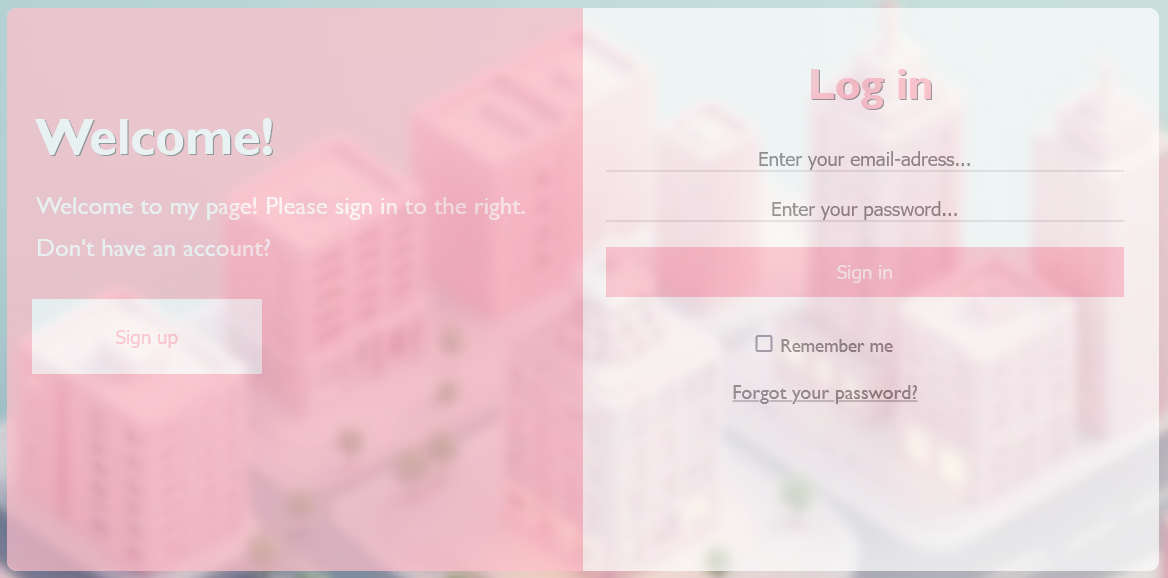 Welcome!
Welcome to my page! Please sign in to the right.
Don't have an account?
Sign up
Log in
Enter your email-adress...
Enter your password...
Sign in
Remember me
Forgot your password?